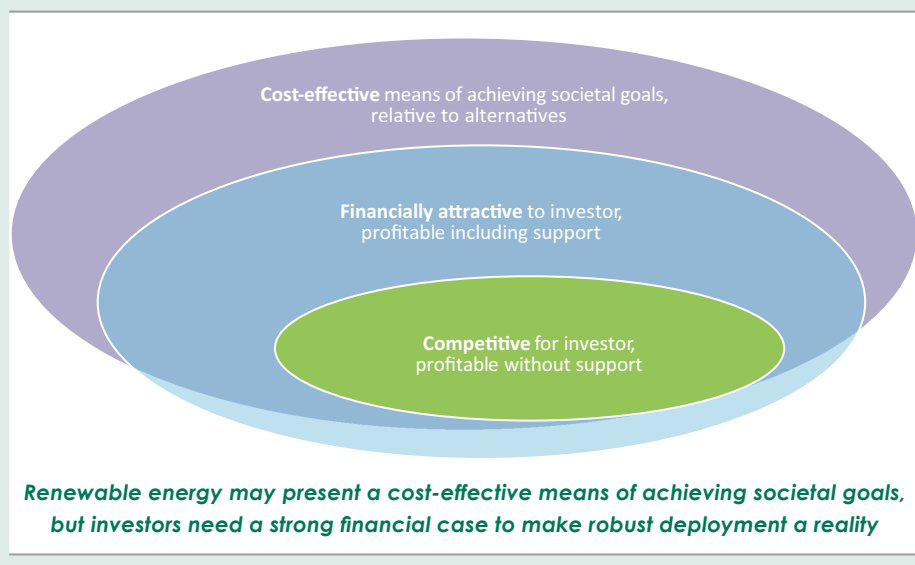 Cost-effective means of achieving societal goals,
relative to alternatives
Financially attractive to investor,
profitable including support
Competitive for investor,
profitable without support
Renewable energy may present a cost-effective means of achieving societal goals,
but investors need a strong financial case to make robust deployment a reality